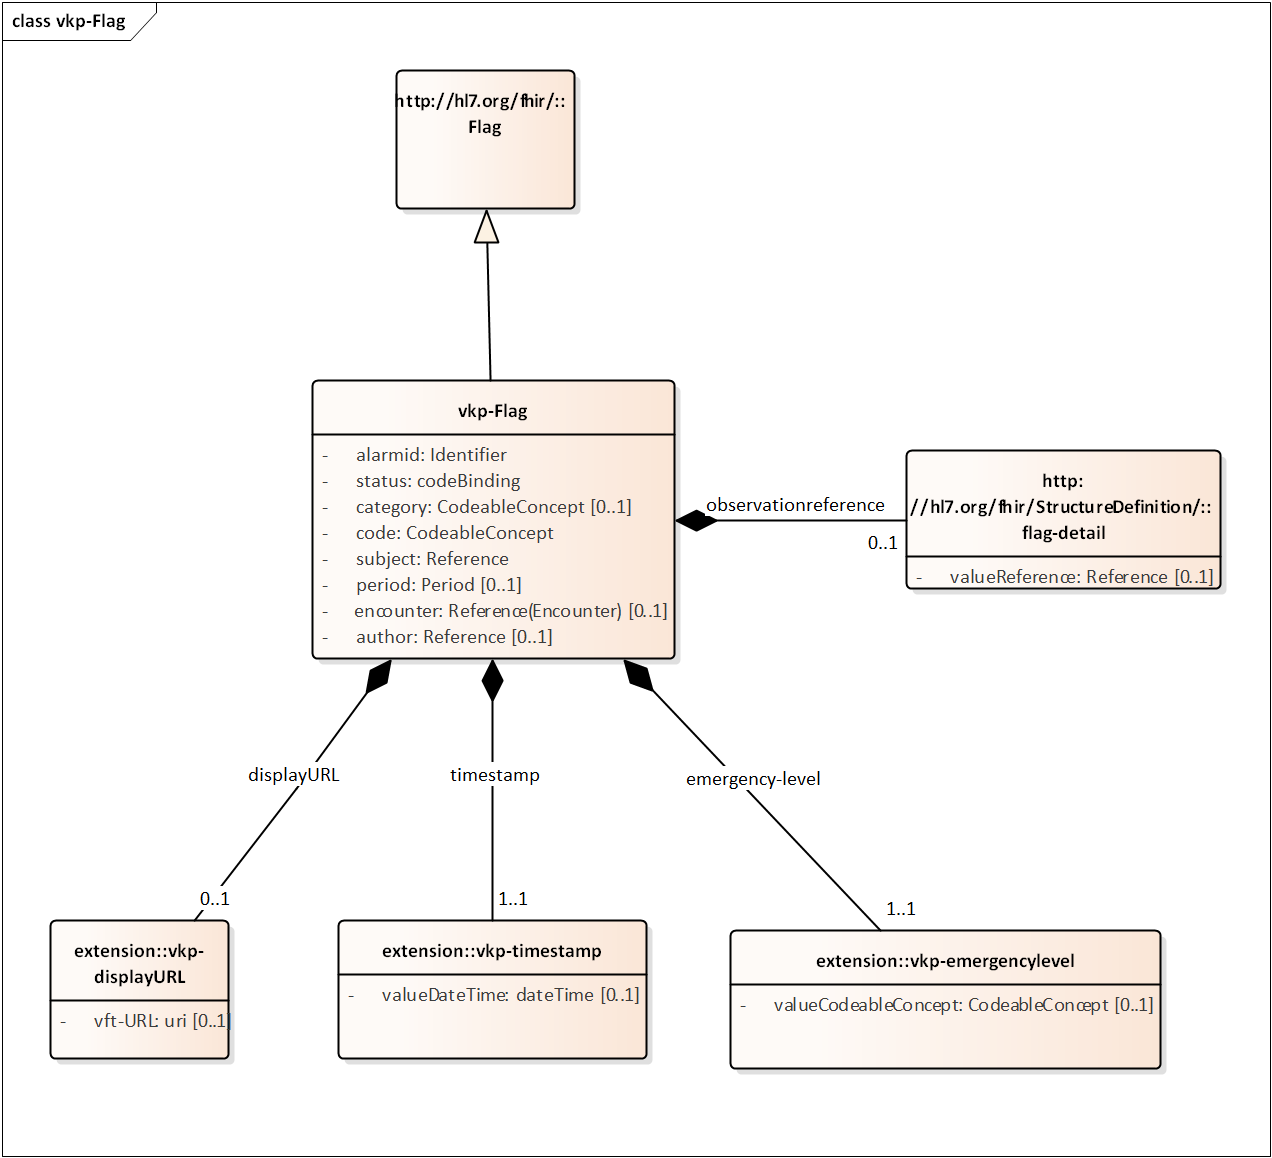 class vkp-Flag
http://hl7.org/fhir/::
Flag
vkp-Flag
- alarmid: Identifier
- status: codeBinding
- category: CodeableConcept [0..1]
- code: CodeableConcept
- subject: Reference
- period: Period [0..1]
- encounter: Reference(Encounter) [0..1]
- author: Reference [0..1]
observationreference
0..1
http:
//hl7.org/fhir/StructureDefinition/::
flag-detail
- valueReference: Reference [0..1]
displayURL
timestamp
emergency-level
0..1
1..1
1..1
extension::vkp-
displayURL
- vft-URL: uri [0..1]
extension::vkp-timestamp
- valueDateTime: dateTime [0..1]
extension::vkp-emergencylevel
- valueCodeableConcept: CodeableConcept [0..1]